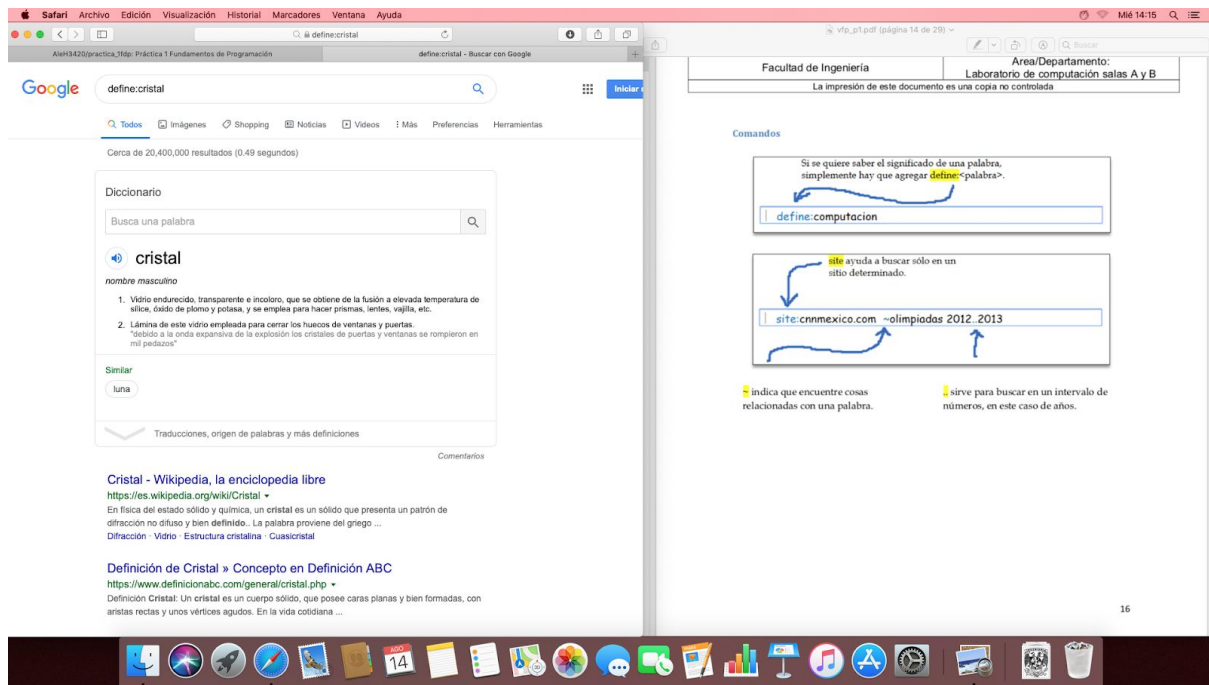 Safari Archivo Edición Visualización Historial Marcadores Ventana Ayuda
Mié 14:15
define:cristal
AleH3420/practica_1fdp: Práctica 1 Fundamentos de Programación
define:cristal - Buscar con Google
Google
define:cristal
Iniciar
Todos Imágenes Shopping Noticias Videos Más Preferencias Herramientas
Cerca de 20,400,000 resultados (0.49 segundos)
Diccionario
Busca una palabra
cristal
nombre masculino
1. Vidrio endurecido, transparente e incoloro, que se obtiene de la fusión a elevada temperatura de
sílice, óxido de plomo y potasa, y se emplea para hacer prismas, lentes, vajilla, etc.
2. Lámina de este vidrio empleada para cerrar los huecos de ventanas y puertas.
"debido a la onda expansiva de la explosión los cristales de puertas y ventanas se rompieron en
mil pedazos"
Similar
luna
Traducciones, origen de palabras y más definiciones
Comentarios
Cristal - Wikipedia, la enciclopedia libre
https://es.wikipedia.org/wiki/Cristal
En física del estado sólido y química, un cristal es un sólido que presenta un patrón de
difracción no difuso y bien definido.. La palabra proviene del griego ...
Difracción · Vidrio · Estructura cristalina · Cuasicristal
Definición de Cristal » Concepto en Definición ABC
https://www.definicionabc.com/general/cristal.php
Definición Cristal: Un cristal es un cuerpo sólido, que posee caras planas y bien formadas, con
aristas rectas y unos vértices agudos. En la vida cotidiana ...
vfp_p1.pdf (página 14 de 29)
Buscar
Facultad de Ingeniería
Area/Departamento:
Laboratorio de computación salas A y B
La impresión de este documento es una copia no controlada
Comandos
Si se quiere saber el significado de una palabra,
simplemente hay que agregar define:<palabra>.
define:computacion
site ayuda a buscar sólo en un
sitio determinado.
site:cnnmexico.com ~olimpiadas 2012..2013
~ indica que encuentre cosas
relacionadas con una palabra.
.. sirve para buscar en un intervalo de
números, en este caso de años.
16
AGO
14